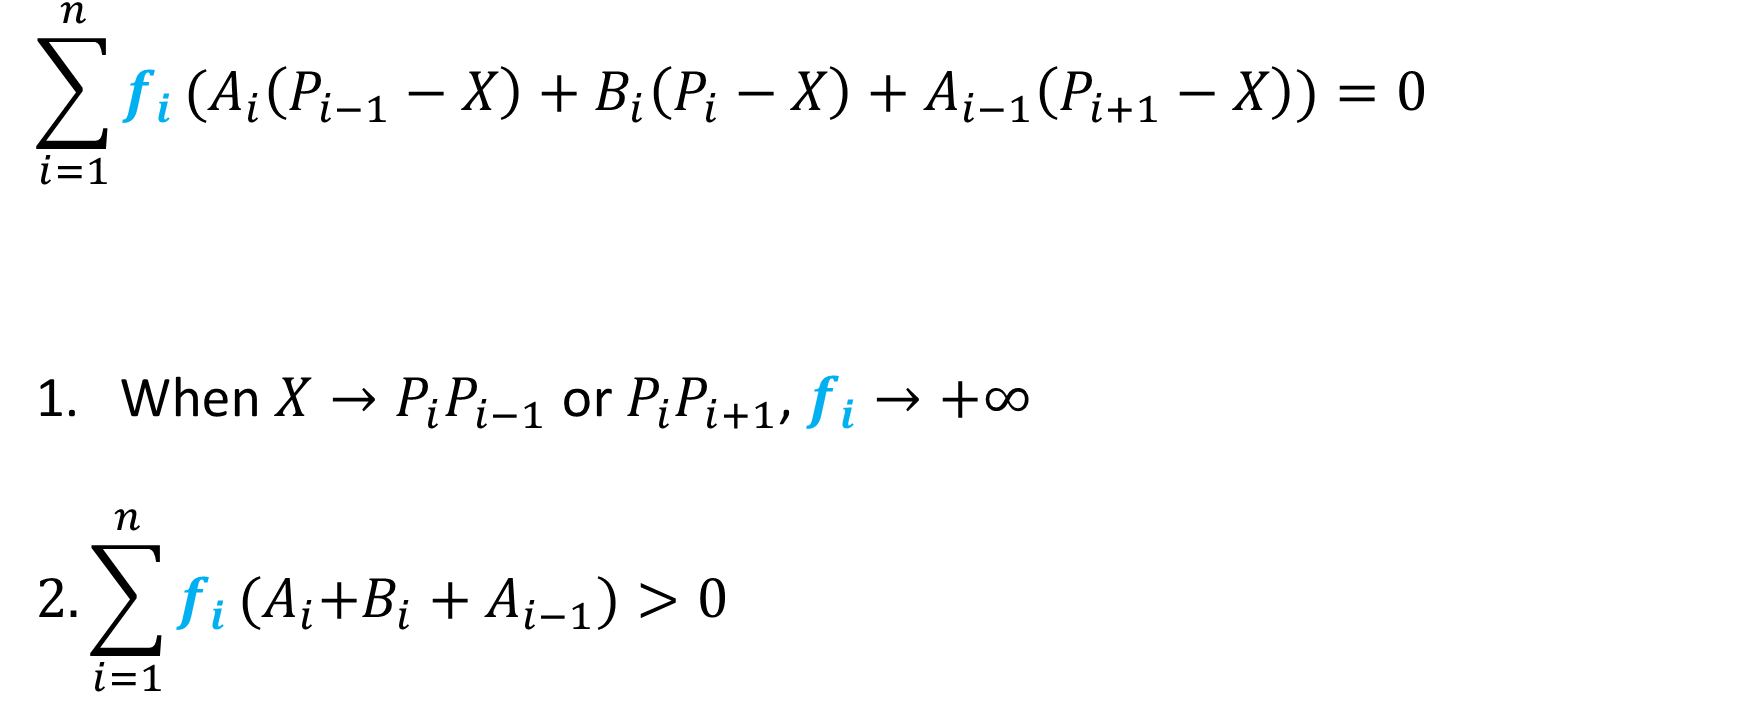 n
∑ f_i (A_i(P_{i−1} − X) + B_i(P_i − X) + A_{i−1}(P_{i+1} − X)) = 0
i=1
1. When X → P_iP_{i−1} or P_iP_{i+1}, f_i → +∞
n
2. ∑ f_i (A_i+B_i + A_{i−1}) > 0
i=1